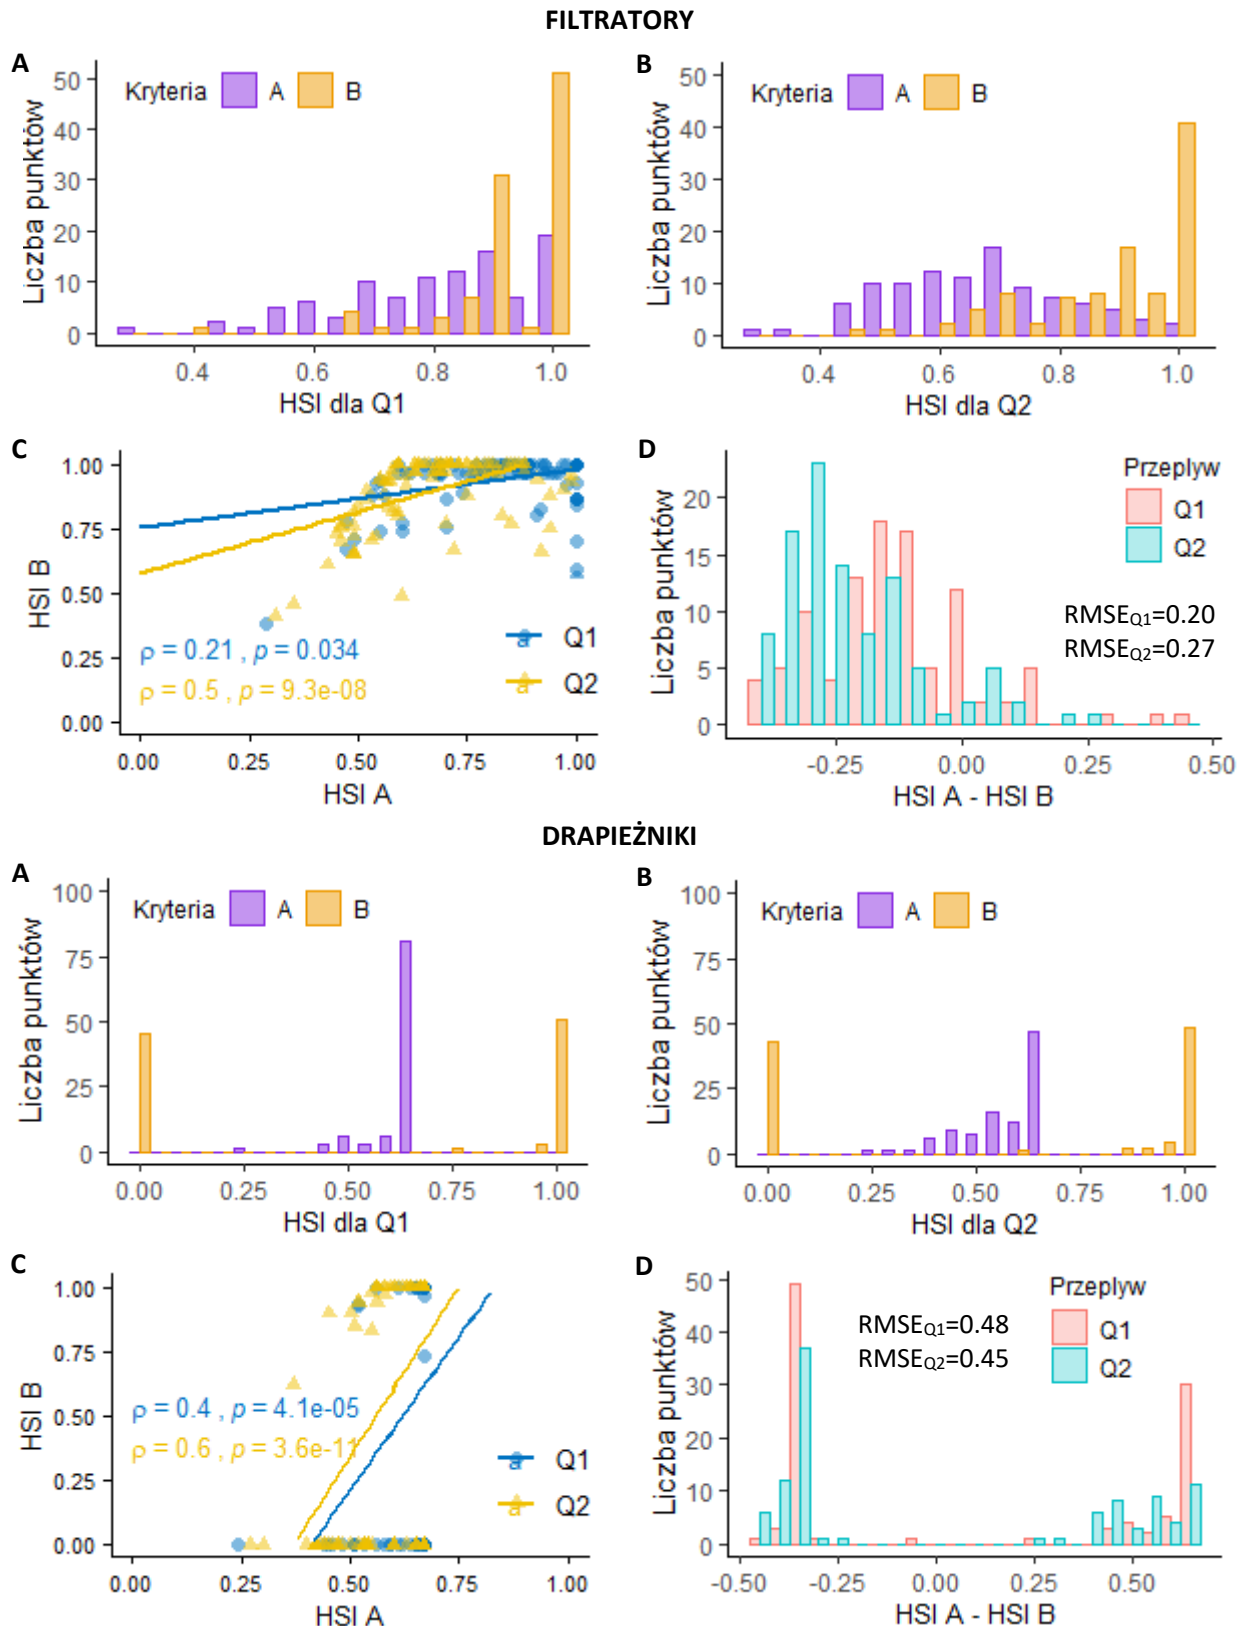 FILTRATORY
A
Kryteria A B
Liczba punktów
50
40
30
20
10
0
0.4 0.6 0.8 1.0
HSI dla Q1
B
Kryteria A B
Liczba punktów
50
40
30
20
10
0
0.4 0.6 0.8 1.0
HSI dla Q2
C
HSI B
1.00
0.75
0.50
0.25
0.00
ρ = 0.21 , p = 0.034
ρ = 0.5 , p = 9.3e-08
a Q1
a Q2
0.00 0.25 0.50 0.75 1.00
HSI A
D
Liczba punktów
20
15
10
5
0
Przeplyw
Q1
Q2
RMSEQ1=0.20
RMSEQ2=0.27
-0.25 0.00 0.25 0.50
HSI A - HSI B
DRAPIEŻNIKI
A
Kryteria A B
Liczba punktów
100
75
50
25
0
0.00 0.25 0.50 0.75 1.00
HSI dla Q1
B
Kryteria A B
Liczba punktów
100
75
50
25
0
0.00 0.25 0.50 0.75 1.00
HSI dla Q2
C
HSI B
1.00
0.75
0.50
0.25
0.00
ρ = 0.4 , p = 4.1e-05
ρ = 0.6 , p = 3.6e-11
a Q1
a Q2
0.00 0.25 0.50 0.75 1.00
HSI A
D
Liczba punktów
50
40
30
20
10
0
RMSEQ1=0.48
RMSEQ2=0.45
Przeplyw
Q1
Q2
-0.50 -0.25 0.00 0.25 0.50
HSI A - HSI B